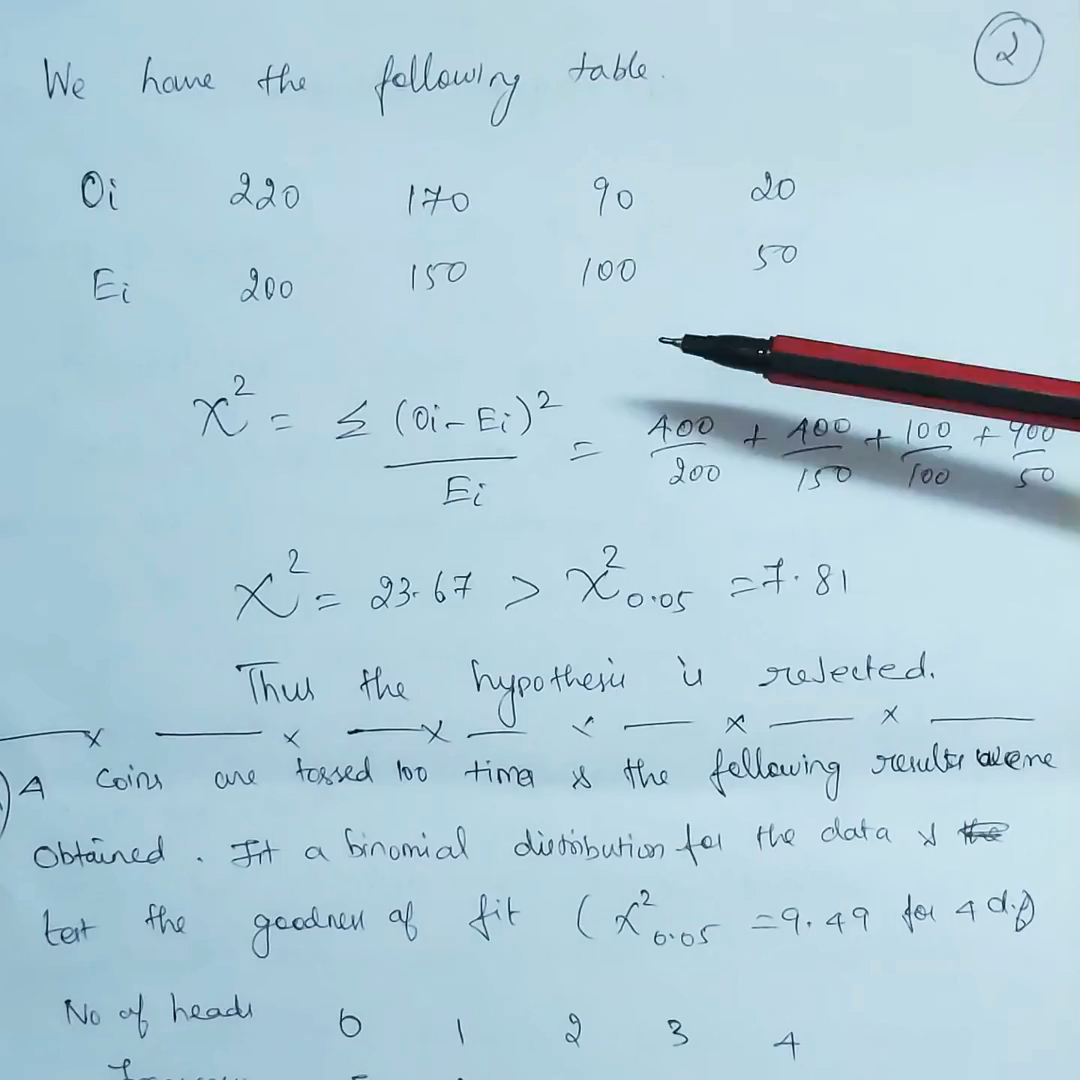 2
We have the following table.
Oi 220 170 90 20
Ei 200 150 100 50
χ² = Σ (Oi - Ei)² / Ei = 400/200 + 400/150 + 100/100 + 900/50
χ² = 23.67 > χ²0.05 = 7.81
Thus the hypothesis is rejected.
x x x x x x
) 4 coins are tossed 100 times & the following results were
Obtained. Fit a binomial distribution for the data &
test the goodness of fit (χ²0.05 = 9.49 for 4 d.f)
No of heads 0 1 2 3 4